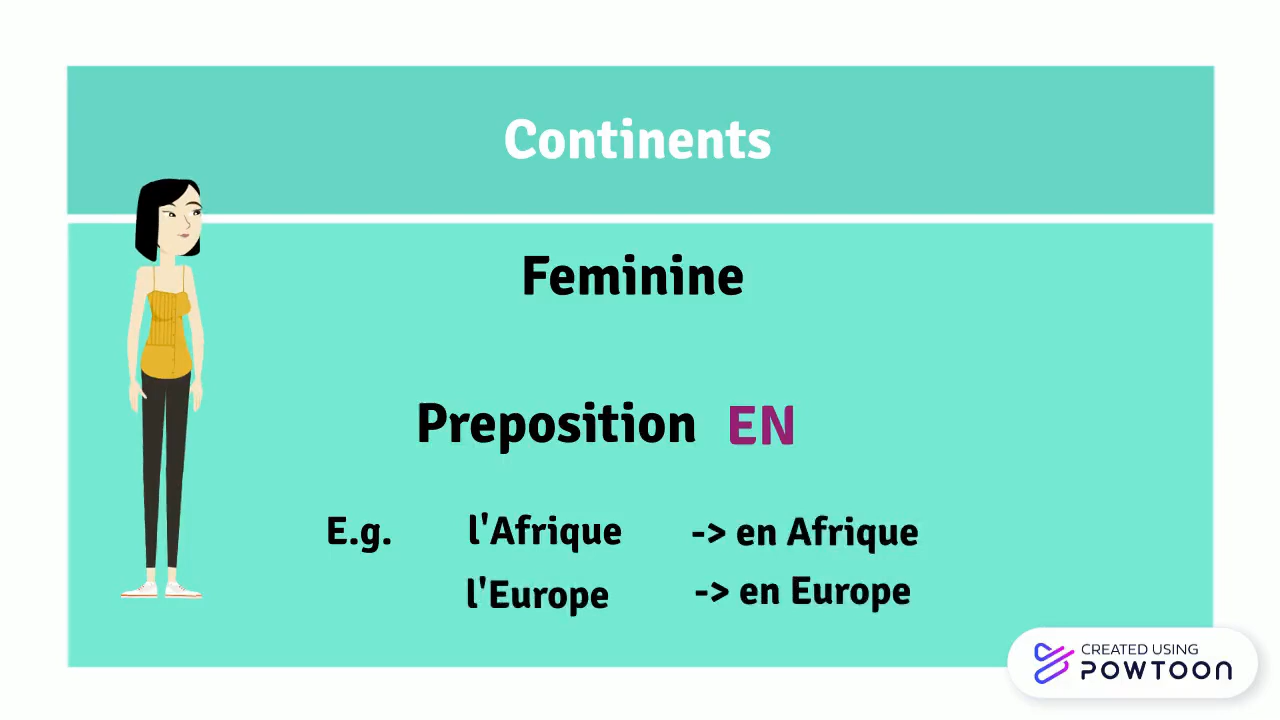 Continents
Feminine
Preposition EN
E.g. l'Afrique -> en Afrique
l'Europe -> en Europe
CREATED USING
POWTOON